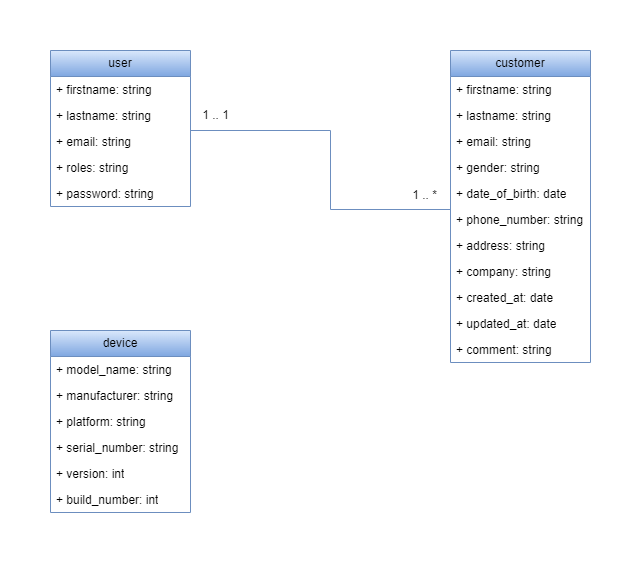 user
+ firstname: string
+ lastname: string
+ email: string
+ roles: string
+ password: string
1 .. 1
1 .. *
customer
+ firstname: string
+ lastname: string
+ email: string
+ gender: string
+ date_of_birth: date
+ phone_number: string
+ address: string
+ company: string
+ created_at: date
+ updated_at: date
+ comment: string
device
+ model_name: string
+ manufacturer: string
+ platform: string
+ serial_number: string
+ version: int
+ build_number: int